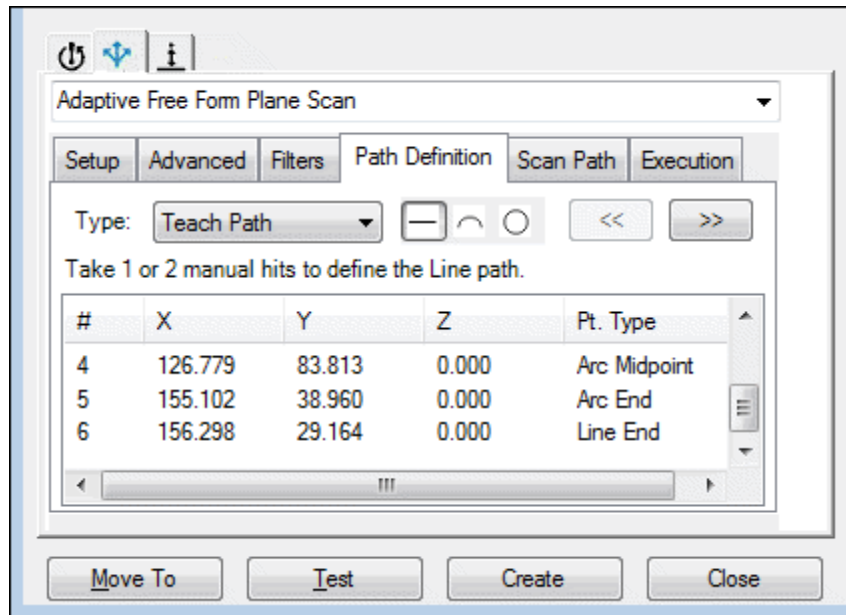 Adaptive Free Form Plane Scan
Setup Advanced Filters Path Definition Scan Path Execution
Type: Teach Path << >>
Take 1 or 2 manual hits to define the Line path.
# X Y Z Pt. Type
4 126.779 83.813 0.000 Arc Midpoint
5 155.102 38.960 0.000 Arc End
6 156.298 29.164 0.000 Line End
Move To Test Create Close